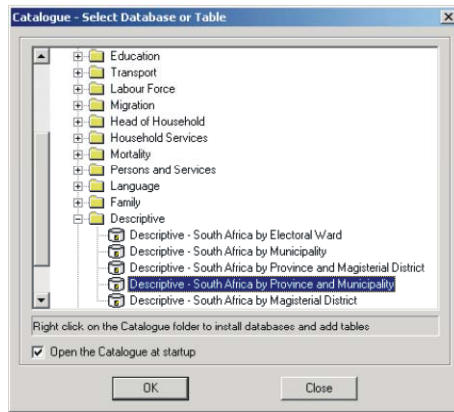 Catalogue - Select Database or Table
Education
Transport
Labour Force
Migration
Head of Household
Household Services
Mortality
Persons and Services
Language
Family
Descriptive
Descriptive - South Africa by Electoral Ward
Descriptive - South Africa by Municipality
Descriptive - South Africa by Province and Magisterial District
Descriptive - South Africa by Province and Municipality
Descriptive - South Africa by Magisterial District
Right click on the Catalogue folder to install databases and add tables
Open the Catalogue at startup
OK Close